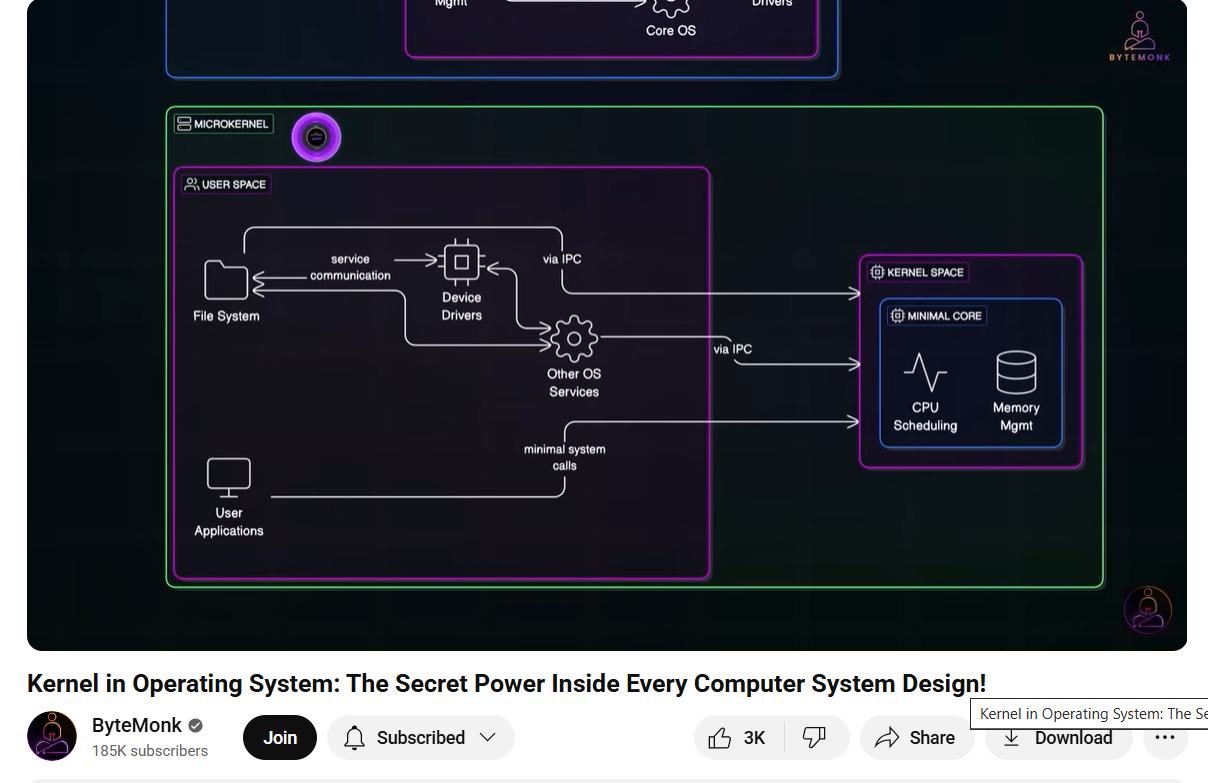 Mgmt
Drivers
Core OS
BYTEMONK
MICROKERNEL
USER SPACE
service
communication
via IPC
File System
Device
Drivers
Other OS
Services
via IPC
KERNEL SPACE
MINIMAL CORE
CPU
Scheduling
Memory
Mgmt
minimal system
calls
User
Applications
Kernel in Operating System: The Secret Power Inside Every Computer System Design!
ByteMonk
185K subscribers
Join
Subscribed
3K
Share
Download
Kernel in Operating System: The Se